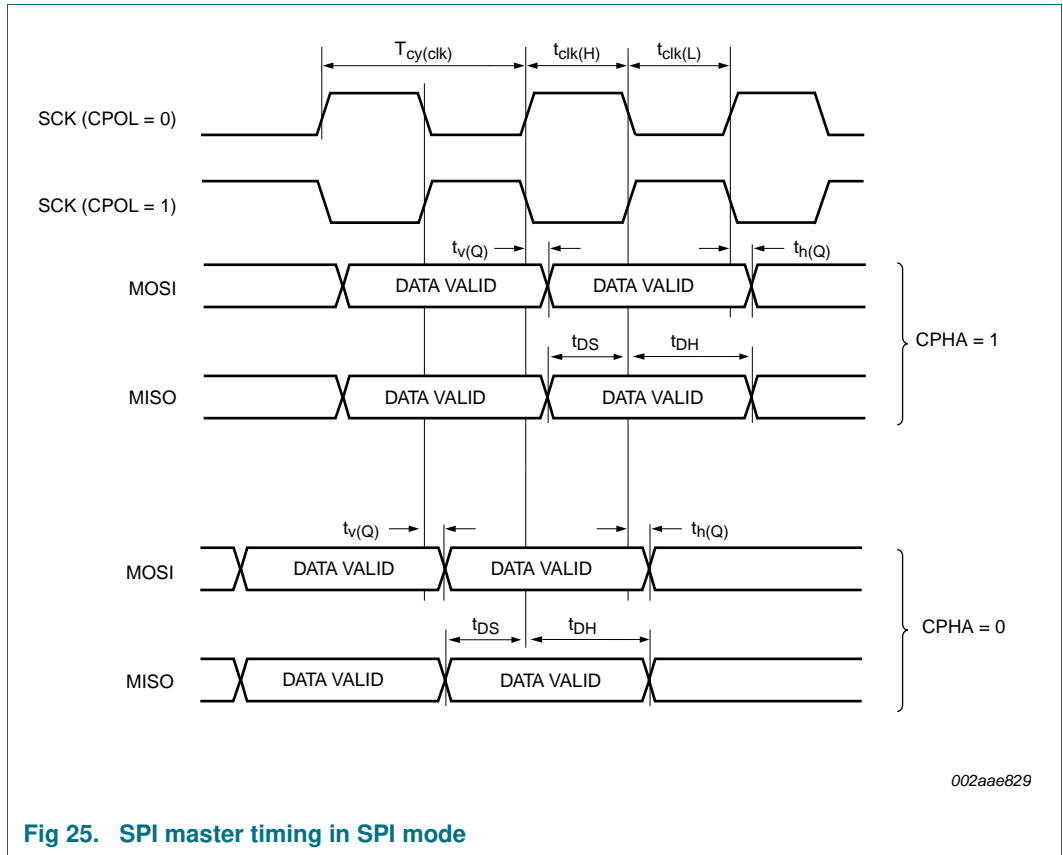 Tcy(clk) tclk(H) tclk(L)
SCK (CPOL = 0)
SCK (CPOL = 1)
tv(Q) th(Q)
MOSI DATA VALID DATA VALID
tDS tDH
MISO DATA VALID DATA VALID
CPHA = 1
tv(Q) th(Q)
MOSI DATA VALID DATA VALID
tDS tDH
MISO DATA VALID DATA VALID
CPHA = 0
002aae829
Fig 25. SPI master timing in SPI mode